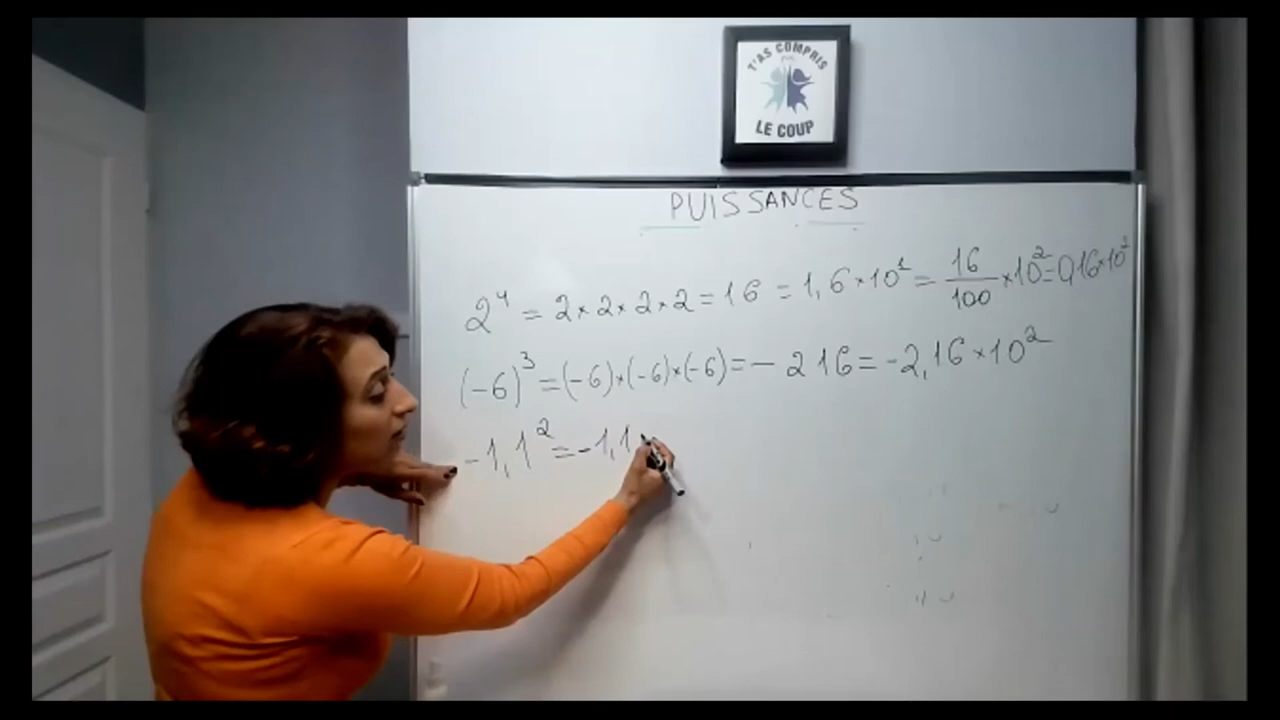 T'AS COMPRIS
LE COUP
PUISSANCES
2⁴ = 2 × 2 × 2 × 2 = 16 = 1,6 × 10¹ = 16/100 × 10² = 0,16 × 10²
(-6)³ = (-6) × (-6) × (-6) = - 216 = -2,16 × 10²
-1,1² = -1,1